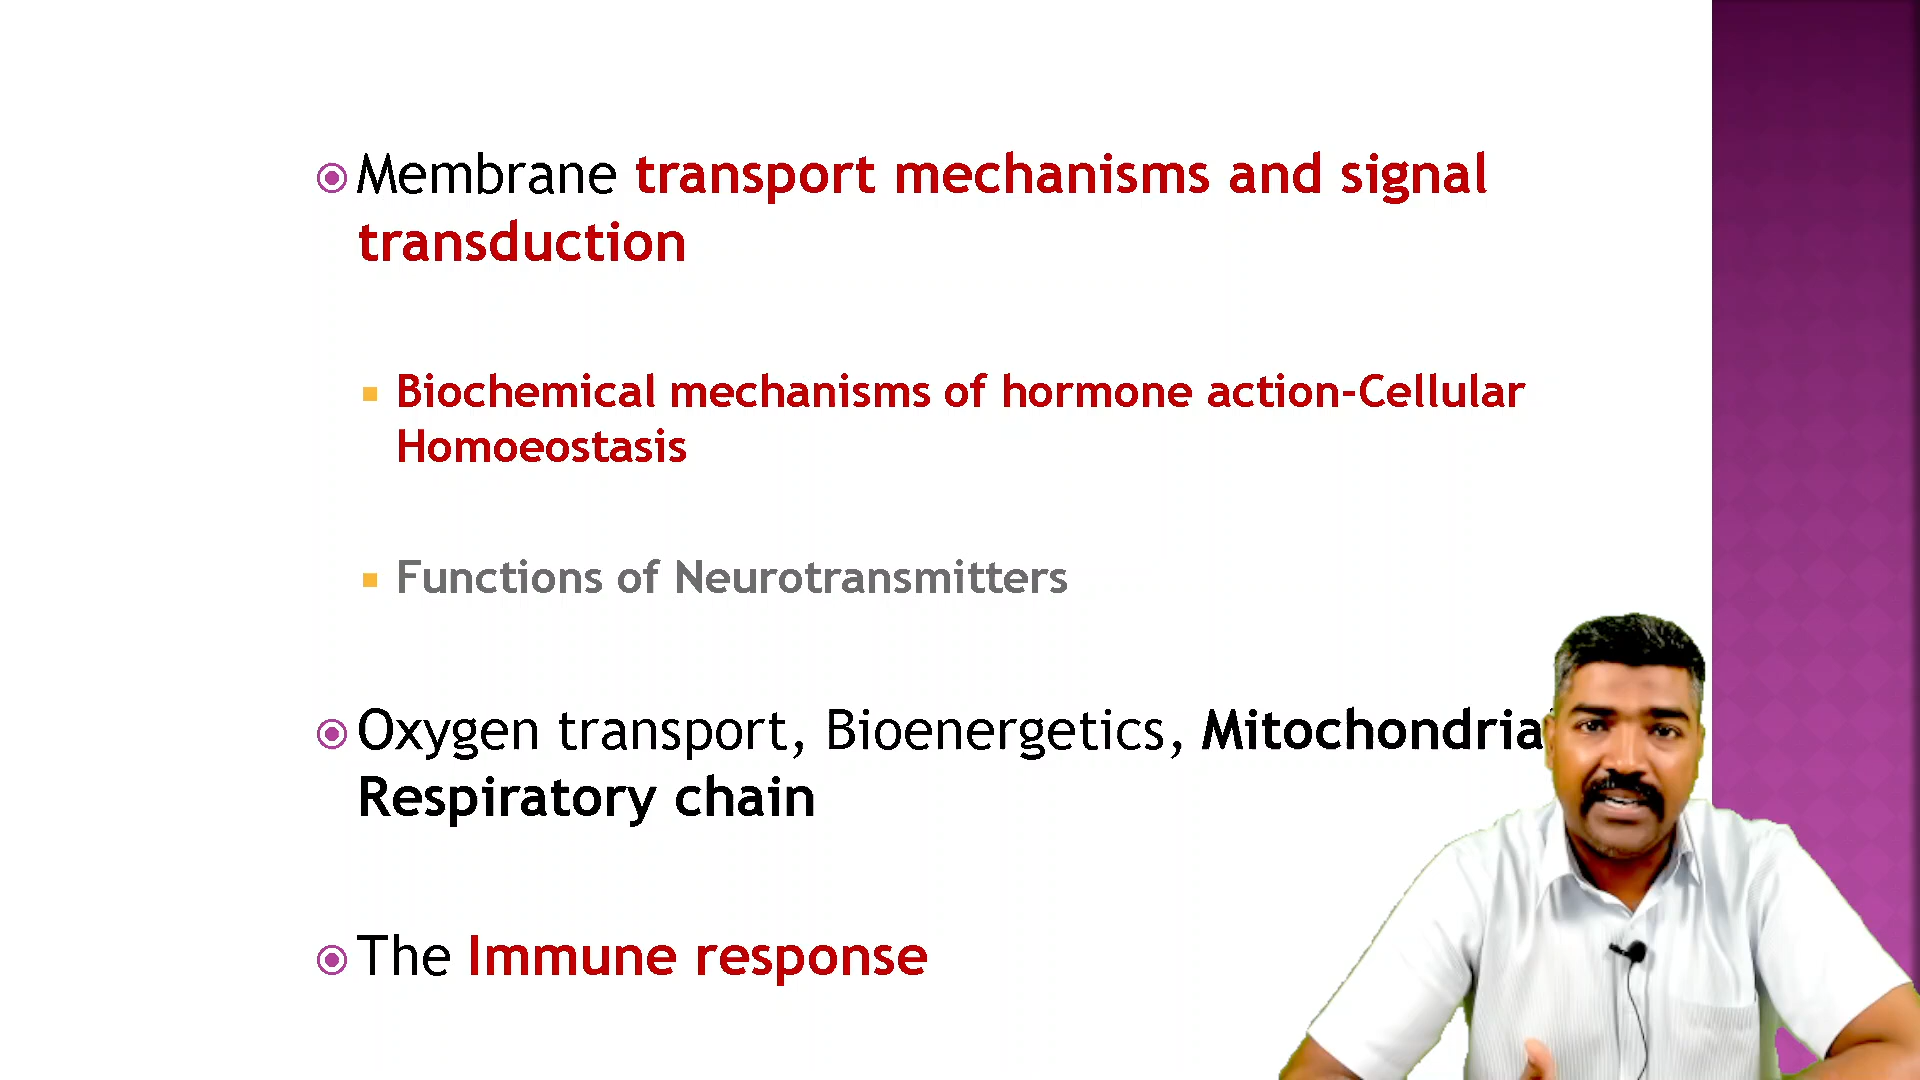 Membrane transport mechanisms and signal
transduction
Biochemical mechanisms of hormone action-Cellular
Homoeostasis
Functions of Neurotransmitters
Oxygen transport, Bioenergetics, Mitochondria
Respiratory chain
The Immune response